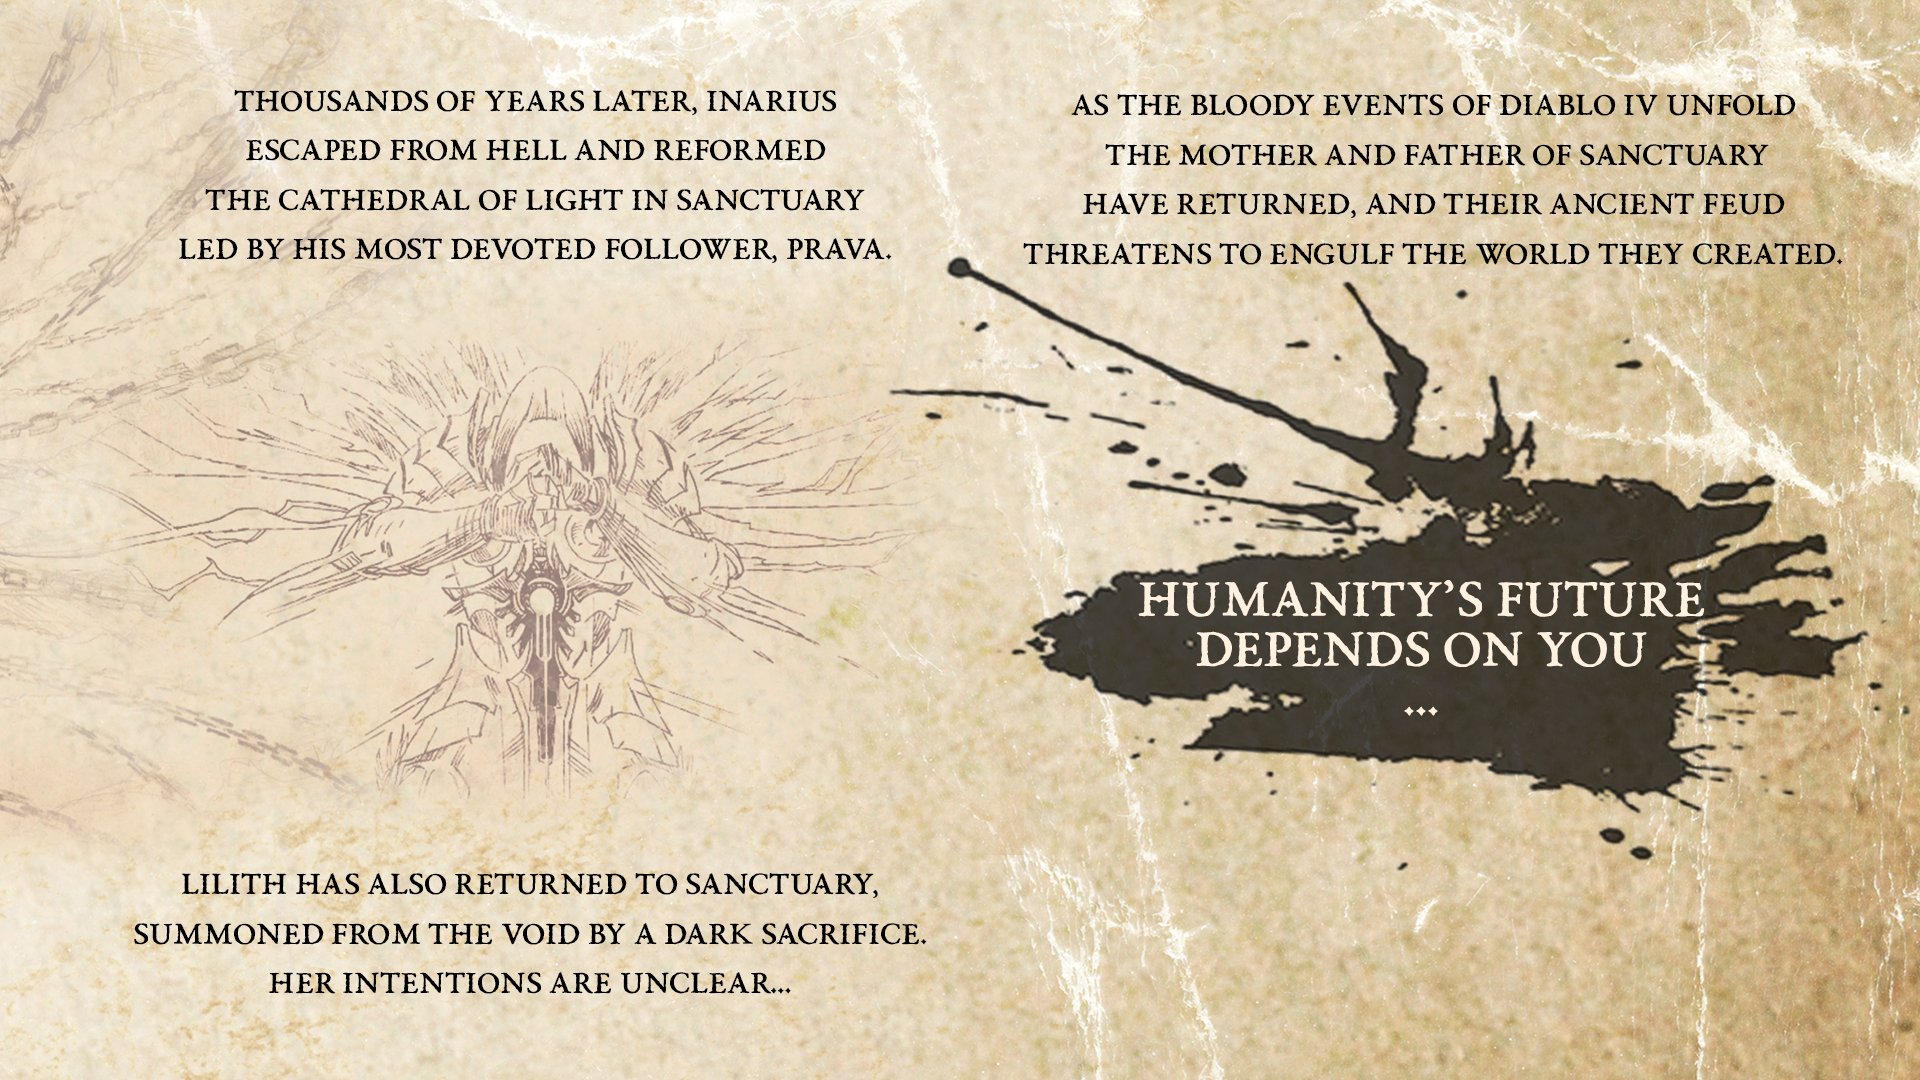 THOUSANDS OF YEARS LATER, INARIUS
ESCAPED FROM HELL AND REFORMED
THE CATHEDRAL OF LIGHT IN SANCTUARY
LED BY HIS MOST DEVOTED FOLLOWER, PRAVA.
LILITH HAS ALSO RETURNED TO SANCTUARY,
SUMMONED FROM THE VOID BY A DARK SACRIFICE.
HER INTENTIONS ARE UNCLEAR...
AS THE BLOODY EVENTS OF DIABLO IV UNFOLD
THE MOTHER AND FATHER OF SANCTUARY
HAVE RETURNED, AND THEIR ANCIENT FEUD
THREATENS TO ENGULF THE WORLD THEY CREATED.
HUMANITY’S FUTURE
DEPENDS ON YOU